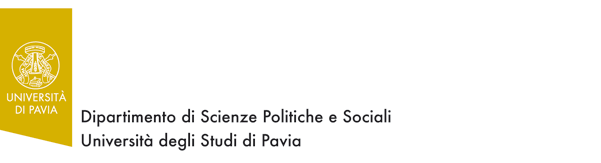 UNIVERSITÀ
DI PAVIA
Dipartimento di Scienze Politiche e Sociali
Università degli Studi di Pavia